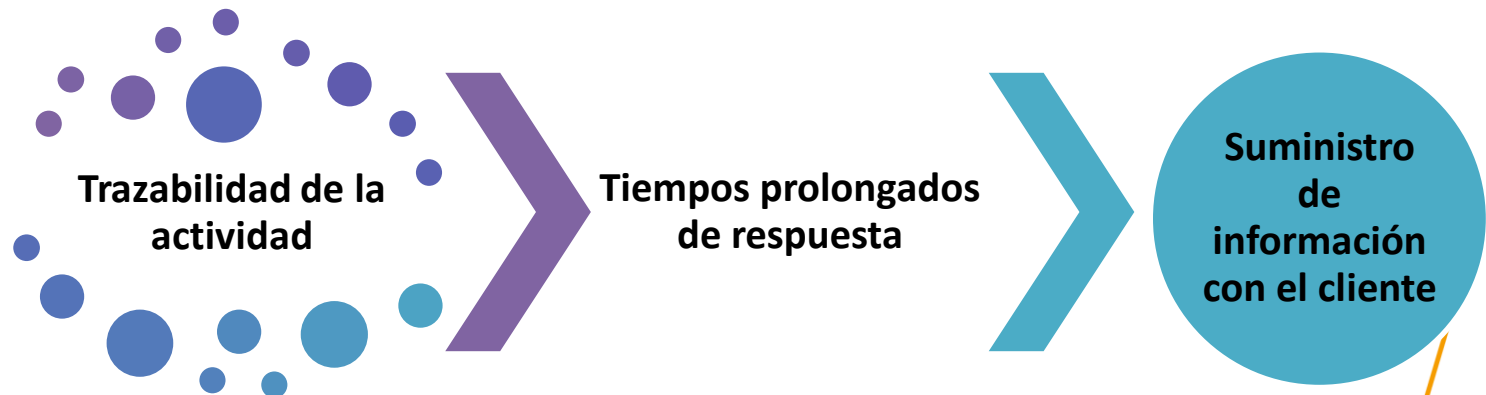 Trazabilidad de la
actividad
Tiempos prolongados
de respuesta
Suministro
de
información
con el cliente